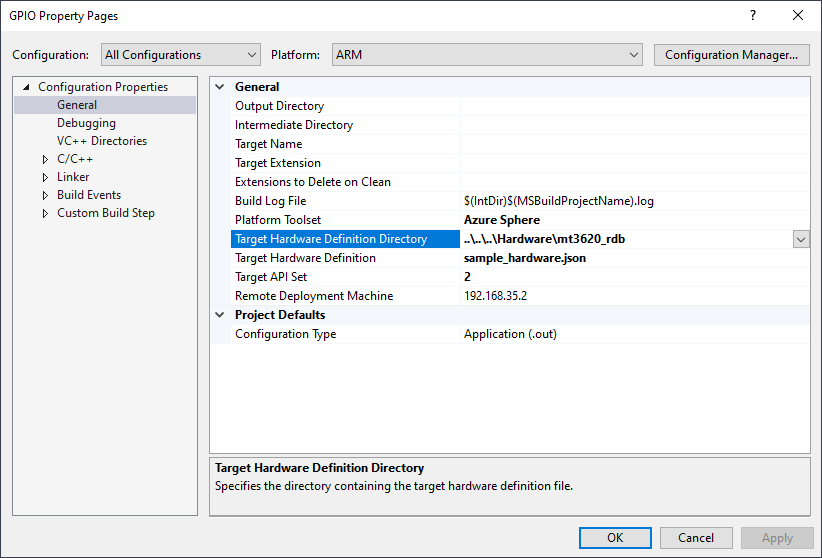 GPIO Property Pages
Configuration: All Configurations Platform: ARM Configuration Manager...
Configuration Properties
General
Debugging
VC++ Directories
C/C++
Linker
Build Events
Custom Build Step
General
Output Directory
Intermediate Directory
Target Name
Target Extension
Extensions to Delete on Clean
Build Log File $(IntDir)$(MSBuildProjectName).log
Platform Toolset Azure Sphere
Target Hardware Definition Directory ..\..\..\Hardware\mt3620_rdb
Target Hardware Definition sample_hardware.json
Target API Set 2
Remote Deployment Machine 192.168.35.2
Project Defaults
Configuration Type Application (.out)
Target Hardware Definition Directory
Specifies the directory containing the target hardware definition file.
OK Cancel Apply